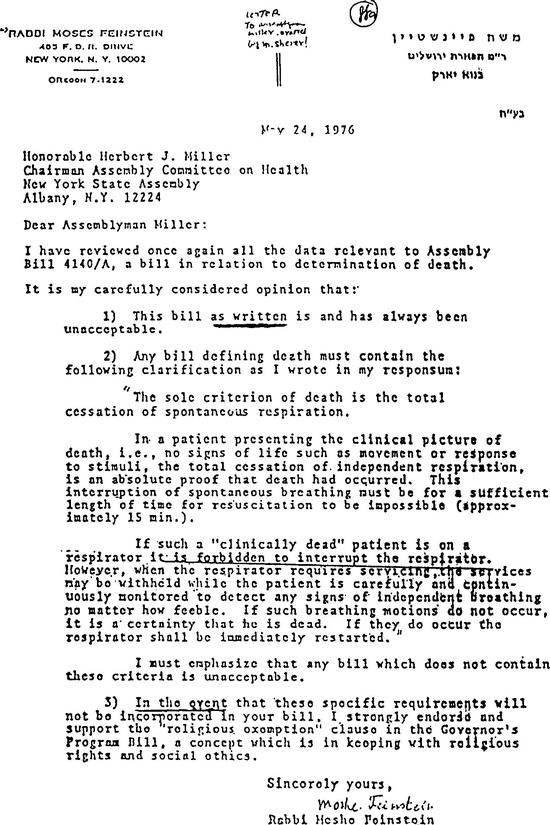 RABBI MOSES FEINSTEIN
455 F. D. R. DRIVE
NEW YORK, N. Y. 10002
ORegon 7-1222
LETTER
To
Miller
by M. Sherer!
משה פיינשטיין
ר"מ תפארת ירושלים
בנוא יארק
בע"ה
May 24, 1976
Honorable Herbert J. Miller
Chairman Assembly Committee on Health
New York State Assembly
Albany, N.Y. 12224
Dear Assemblyman Miller:
I have reviewed once again all the data relevant to Assembly
Bill 4140/A, a bill in relation to determination of death.
It is my carefully considered opinion that:
1) This bill as written is and has always been
unacceptable.
2) Any bill defining death must contain the
following clarification as I wrote in my responsum:
"The sole criterion of death is the total
cessation of spontaneous respiration.
In a patient presenting the clinical picture of
death, i.e., no signs of life such as movement or response
to stimuli, the total cessation of independent respiration,
is an absolute proof that death had occurred. This
interruption of spontaneous breathing must be for a sufficient
length of time for resuscitation to be impossible (approx-
imately 15 min.).
If such a "clinically dead" patient is on a
respirator it is forbidden to interrupt the respirator.
However, when the respirator requires servicing, the services
may be withheld while the patient is carefully and contin-
uously monitored to detect any signs of independent breathing
no matter how feeble. If such breathing motions do not occur,
it is a certainty that he is dead. If they do occur the
respirator shall be immediately restarted."
I must emphasize that any bill which does not contain
these criteria is unacceptable.
3) In the event that these specific requirements will
not be incorporated in your bill, I strongly endorse and
support the "religious exemption" clause in the Governor's
Program Bill, a concept which is in keeping with religious
rights and social ethics.
Sincerely yours,
Moshe Feinstein
Rabbi Moshe Feinstein